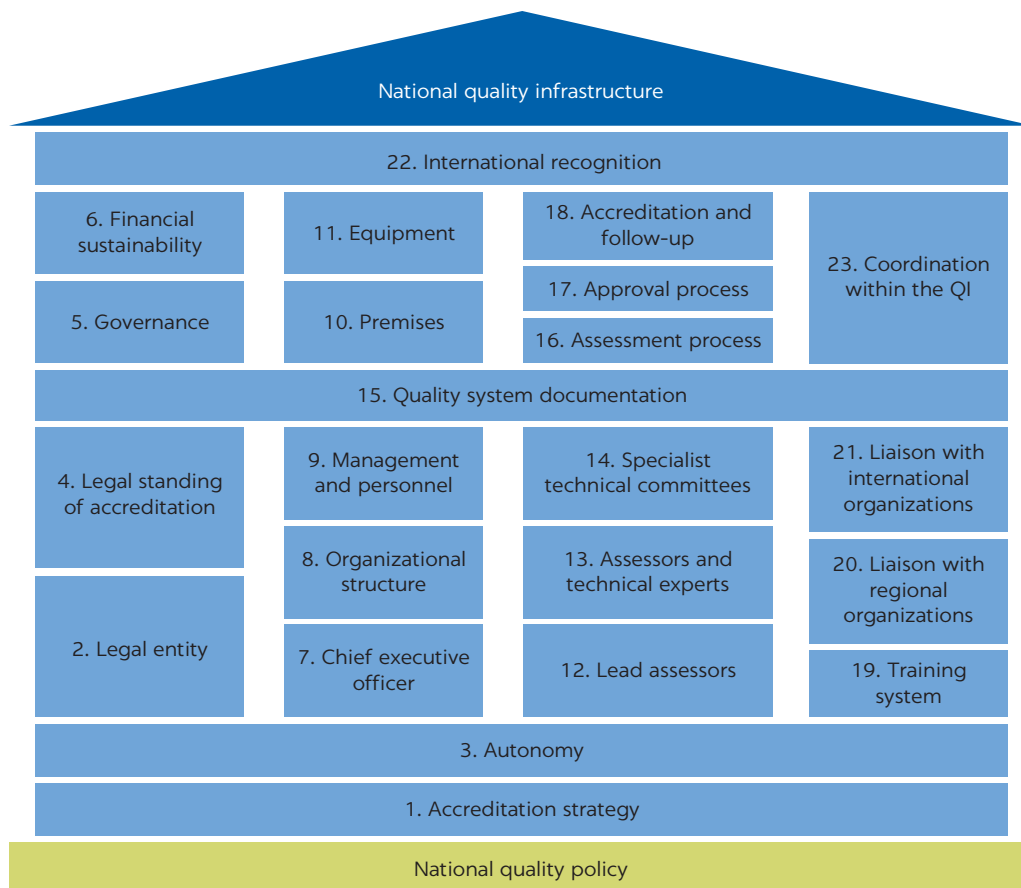 National quality infrastructure
22. International recognition
6. Financial
sustainability
11. Equipment
18. Accreditation and
follow-up
23. Coordination
within the QI
5. Governance
10. Premises
17. Approval process
16. Assessment process
15. Quality system documentation
4. Legal standing
of accreditation
9. Management
and personnel
14. Specialist
technical committees
21. Liaison with
international
organizations
8. Organizational
structure
13. Assessors and
technical experts
20. Liaison with
regional
organizations
2. Legal entity
7. Chief executive
officer
12. Lead assessors
19. Training
system
3. Autonomy
1. Accreditation strategy
National quality policy